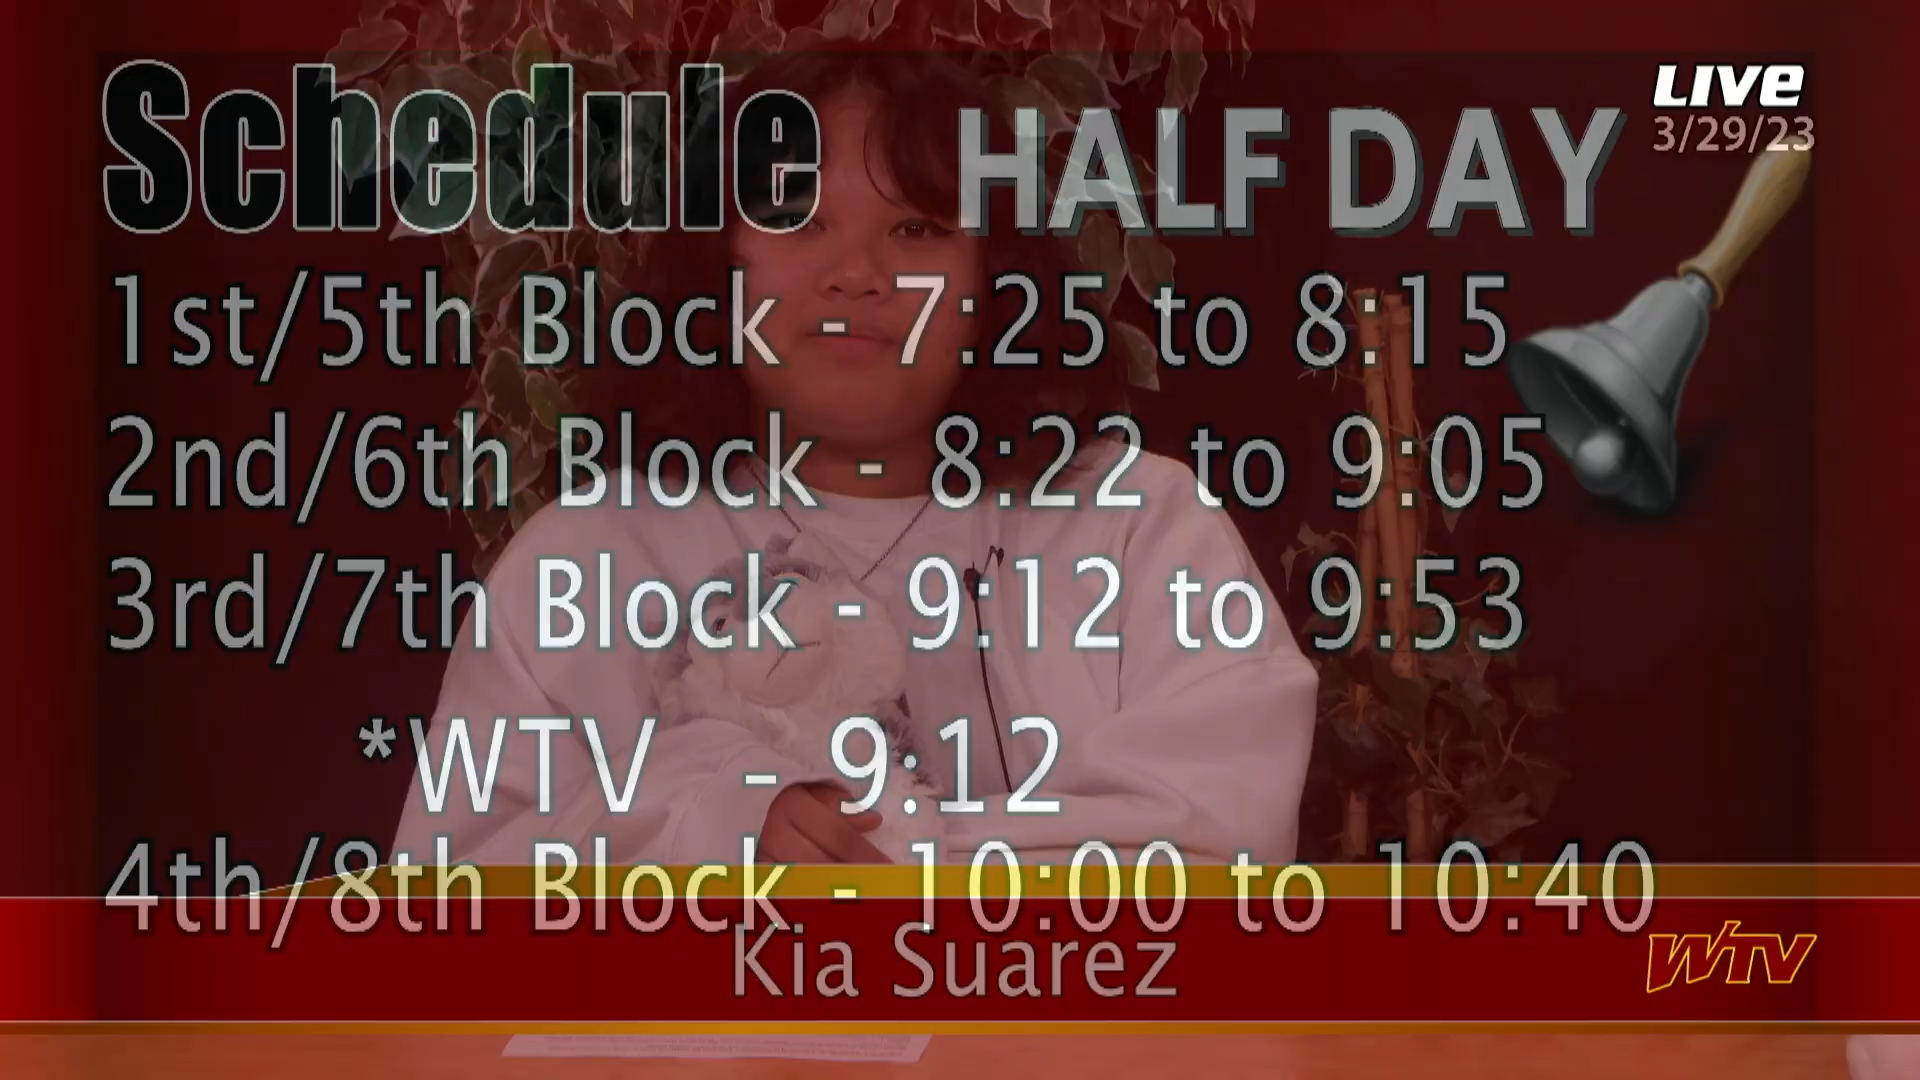 Schedule HALF DAY
LIVE
3/29/23
1st/5th Block - 7:25 to 8:15
2nd/6th Block - 8:22 to 9:05
3rd/7th Block - 9:12 to 9:53
*WTV - 9:12
4th/8th Block - 10:00 to 10:40
Kia Suarez
WTV